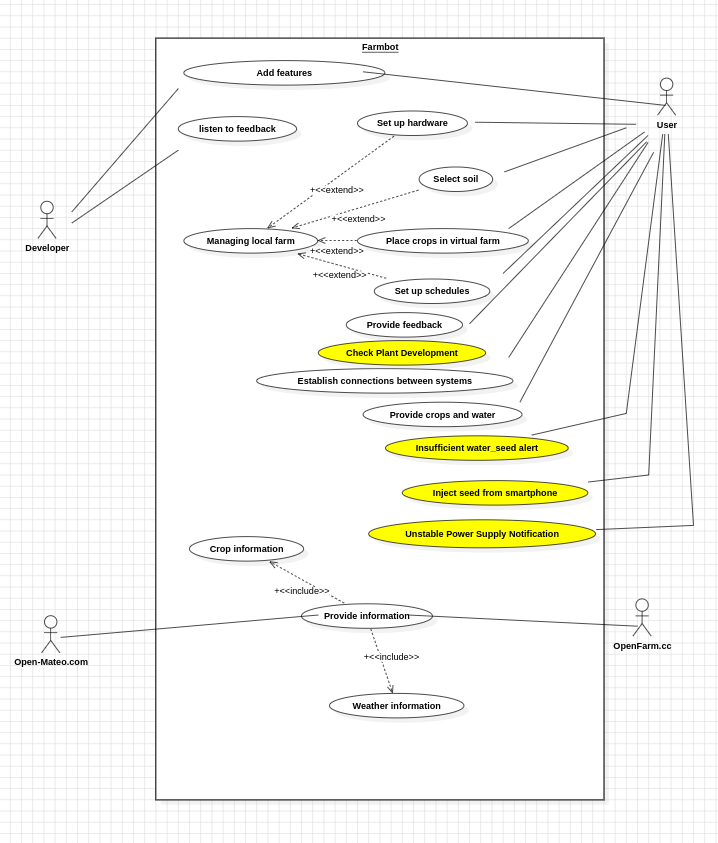 Farmbot
Add features
listen to feedback
Set up hardware
User
+<<extend>>
Select soil
+<<extend>>
Developer
Managing local farm
Place crops in virtual farm
+<<extend>>
+<<extend>>
Set up schedules
Provide feedback
Check Plant Development
Establish connections between systems
Provide crops and water
Insufficient water_seed alert
Inject seed from smartphone
Unstable Power Supply Notification
Crop information
+<<include>>
Provide information
Open-Mateo.com
OpenFarm.cc
+<<include>>
Weather information